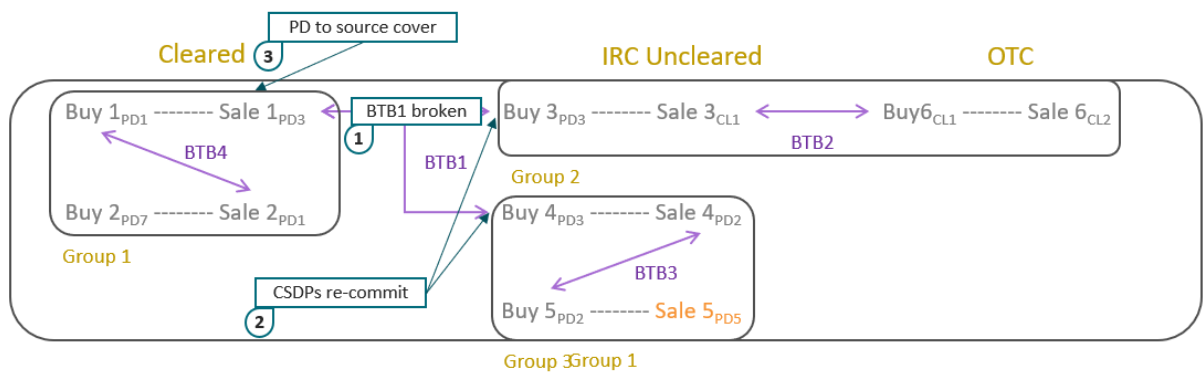 PD to source cover
3
Cleared
IRC Uncleared
OTC
Buy 1PD1 -------- Sale 1PD3
BTB1 broken
1
Buy 3PD3 -------- Sale 3CL1
Buy6CL1 -------- Sale 6CL2
BTB4
BTB1
BTB2
Group 2
Buy 2PD7 -------- Sale 2PD1
Buy 4PD3 -------- Sale 4PD2
Group 1
BTB3
CSDPs re-commit
2
Buy 5PD2 -------- Sale 5PD5
Group 3Group 1